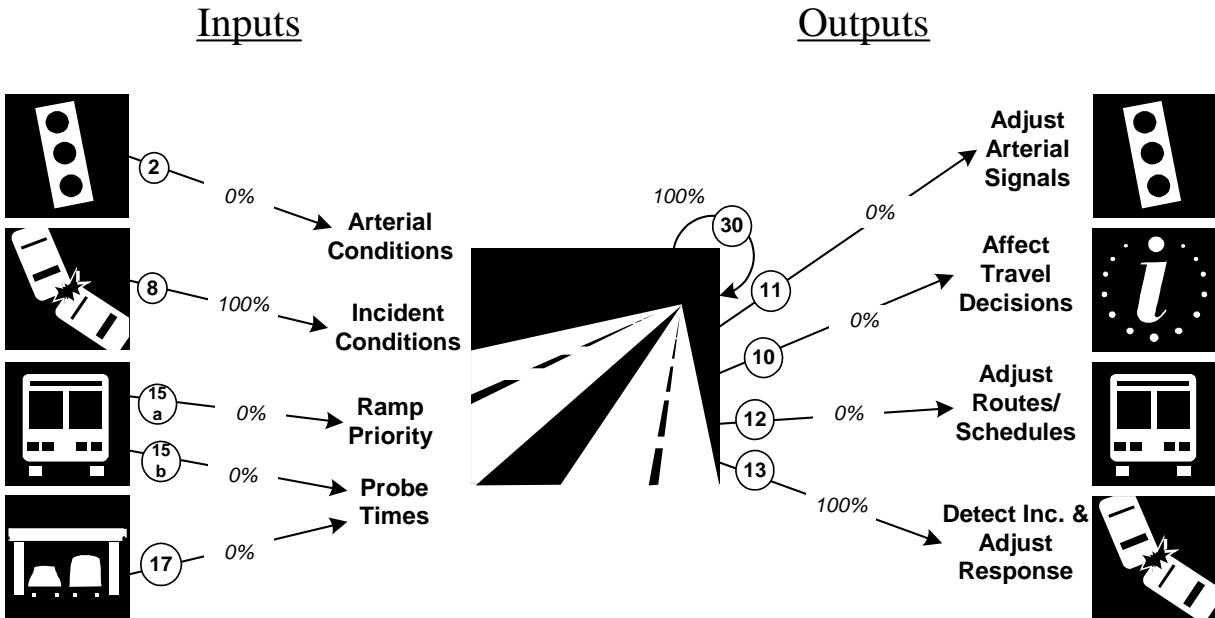 Inputs
Outputs
2
0%
Arterial
Conditions
8
100%
Incident
Conditions
15
a
0%
Ramp
Priority
15
b
0%
Probe
Times
17
0%
100%
30
11
0%
Adjust
Arterial
Signals
10
0%
Affect
Travel
Decisions
i
12
0%
Adjust
Routes/
Schedules
13
100%
Detect Inc. &
Adjust
Response